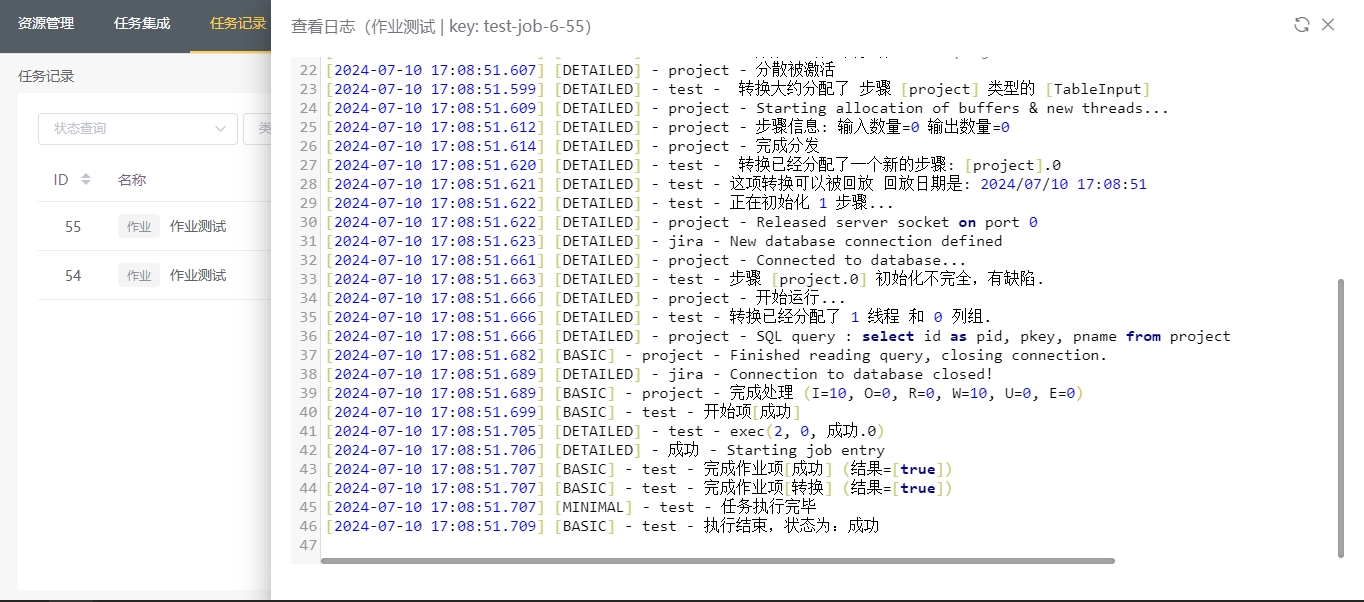 资源管理 任务集成 任务记录
任务记录
状态查询 类
ID 名称
55 作业 作业测试
54 作业 作业测试
查看日志（作业测试 | key: test-job-6-55）
22 [2024-07-10 17:08:51.607] [DETAILED] - project - 分散被激活
23 [2024-07-10 17:08:51.599] [DETAILED] - test -  转换大约分配了 步骤 [project] 类型的 [TableInput]
24 [2024-07-10 17:08:51.609] [DETAILED] - project - Starting allocation of buffers & new threads...
25 [2024-07-10 17:08:51.612] [DETAILED] - project - 步骤信息: 输入数量=0 输出数量=0
26 [2024-07-10 17:08:51.614] [DETAILED] - project - 完成分发
27 [2024-07-10 17:08:51.620] [DETAILED] - test -  转换已经分配了一个新的步骤: [project].0
28 [2024-07-10 17:08:51.621] [DETAILED] - test - 这项转换可以被回放 回放日期是: 2024/07/10 17:08:51
29 [2024-07-10 17:08:51.622] [DETAILED] - test - 正在初始化 1 步骤...
30 [2024-07-10 17:08:51.622] [DETAILED] - project - Released server socket on port 0
31 [2024-07-10 17:08:51.623] [DETAILED] - jira - New database connection defined
32 [2024-07-10 17:08:51.661] [DETAILED] - project - Connected to database...
33 [2024-07-10 17:08:51.663] [DETAILED] - test - 步骤 [project.0] 初始化不完全，有缺陷.
34 [2024-07-10 17:08:51.666] [DETAILED] - project - 开始运行...
35 [2024-07-10 17:08:51.666] [DETAILED] - test - 转换已经分配了 1 线程 和 0 列组.
36 [2024-07-10 17:08:51.666] [DETAILED] - project - SQL query : select id as pid, pkey, pname from project
37 [2024-07-10 17:08:51.682] [BASIC] - project - Finished reading query, closing connection.
38 [2024-07-10 17:08:51.689] [DETAILED] - jira - Connection to database closed!
39 [2024-07-10 17:08:51.689] [BASIC] - project - 完成处理 (I=10, O=0, R=0, W=10, U=0, E=0)
40 [2024-07-10 17:08:51.699] [BASIC] - test - 开始项[成功]
41 [2024-07-10 17:08:51.705] [DETAILED] - test - exec(2, 0, 成功.0)
42 [2024-07-10 17:08:51.706] [DETAILED] - 成功 - Starting job entry
43 [2024-07-10 17:08:51.707] [BASIC] - test - 完成作业项[成功] (结果=[true])
44 [2024-07-10 17:08:51.707] [BASIC] - test - 完成作业项[转换] (结果=[true])
45 [2024-07-10 17:08:51.707] [MINIMAL] - test - 任务执行完毕
46 [2024-07-10 17:08:51.709] [BASIC] - test - 执行结束，状态为：成功
47